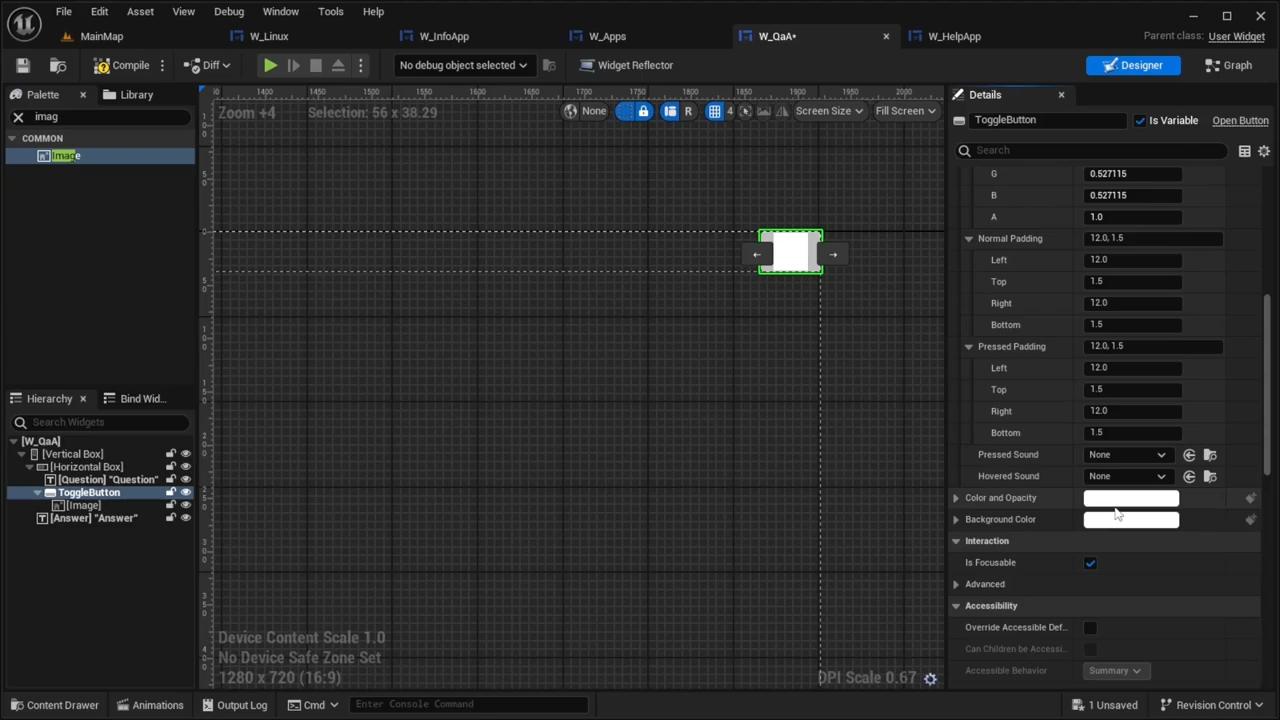 File Edit Asset View Debug Window Tools Help
MainMap W_Linux W_InfoApp W_Apps W_QaA• W_HelpApp Parent class: User Widget
Compile Diff No debug object selected Widget Reflector Designer Graph
Palette Library
imag
COMMON
Image
Zoom +4 Selection: 56 x 38.29
None R 4 Screen Size Fill Screen
1400 1450 1500 1550 1600 1650 1700 1750 1800 1850 1900 1950 2000
Details
ToggleButton Is Variable Open Button
Search
G 0.527115
B 0.527115
A 1.0
Normal Padding 12.0, 1.5
Left 12.0
Top 1.5
Right 12.0
Bottom 1.5
Pressed Padding 12.0, 1.5
Left 12.0
Top 1.5
Right 12.0
Bottom 1.5
Pressed Sound None
Hovered Sound None
Color and Opacity
Background Color
Interaction
Is Focusable
Advanced
Accessibility
Override Accessible Def...
Can Children be Accessi...
Accessible Behavior Summary
Hierarchy Bind Wid...
Search Widgets
[W_QaA]
[Vertical Box]
[Horizontal Box]
[Question] "Question"
ToggleButton
[Image]
[Answer] "Answer"
Device Content Scale 1.0
No Device Safe Zone Set
1280 x 720 (16:9)
DPI Scale 0.67
Content Drawer Animations Output Log Cmd Enter Console Command 1 Unsaved Revision Control